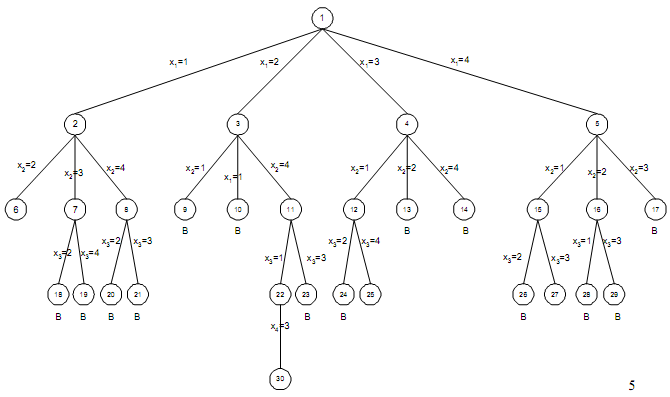 1
x1=1 x1=2 x1=3 x1=4
2 3 4 5
x2=2 x2=3 x2=4 x2=1 x1=1 x2=4 x2=1 x2=2 x2=4 x2=1 x2=2 x2=3
6 7 8 9 10 11 12 13 14 15 16 17
B B B B B
x3=2 x3=4 x3=2 x3=3 x3=1 x3=3 x3=2 x3=4 x3=2 x3=3 x3=1 x3=3
18 19 20 21 22 23 24 25 26 27 28 29
B B B B B B B B B
x4=3
30
5